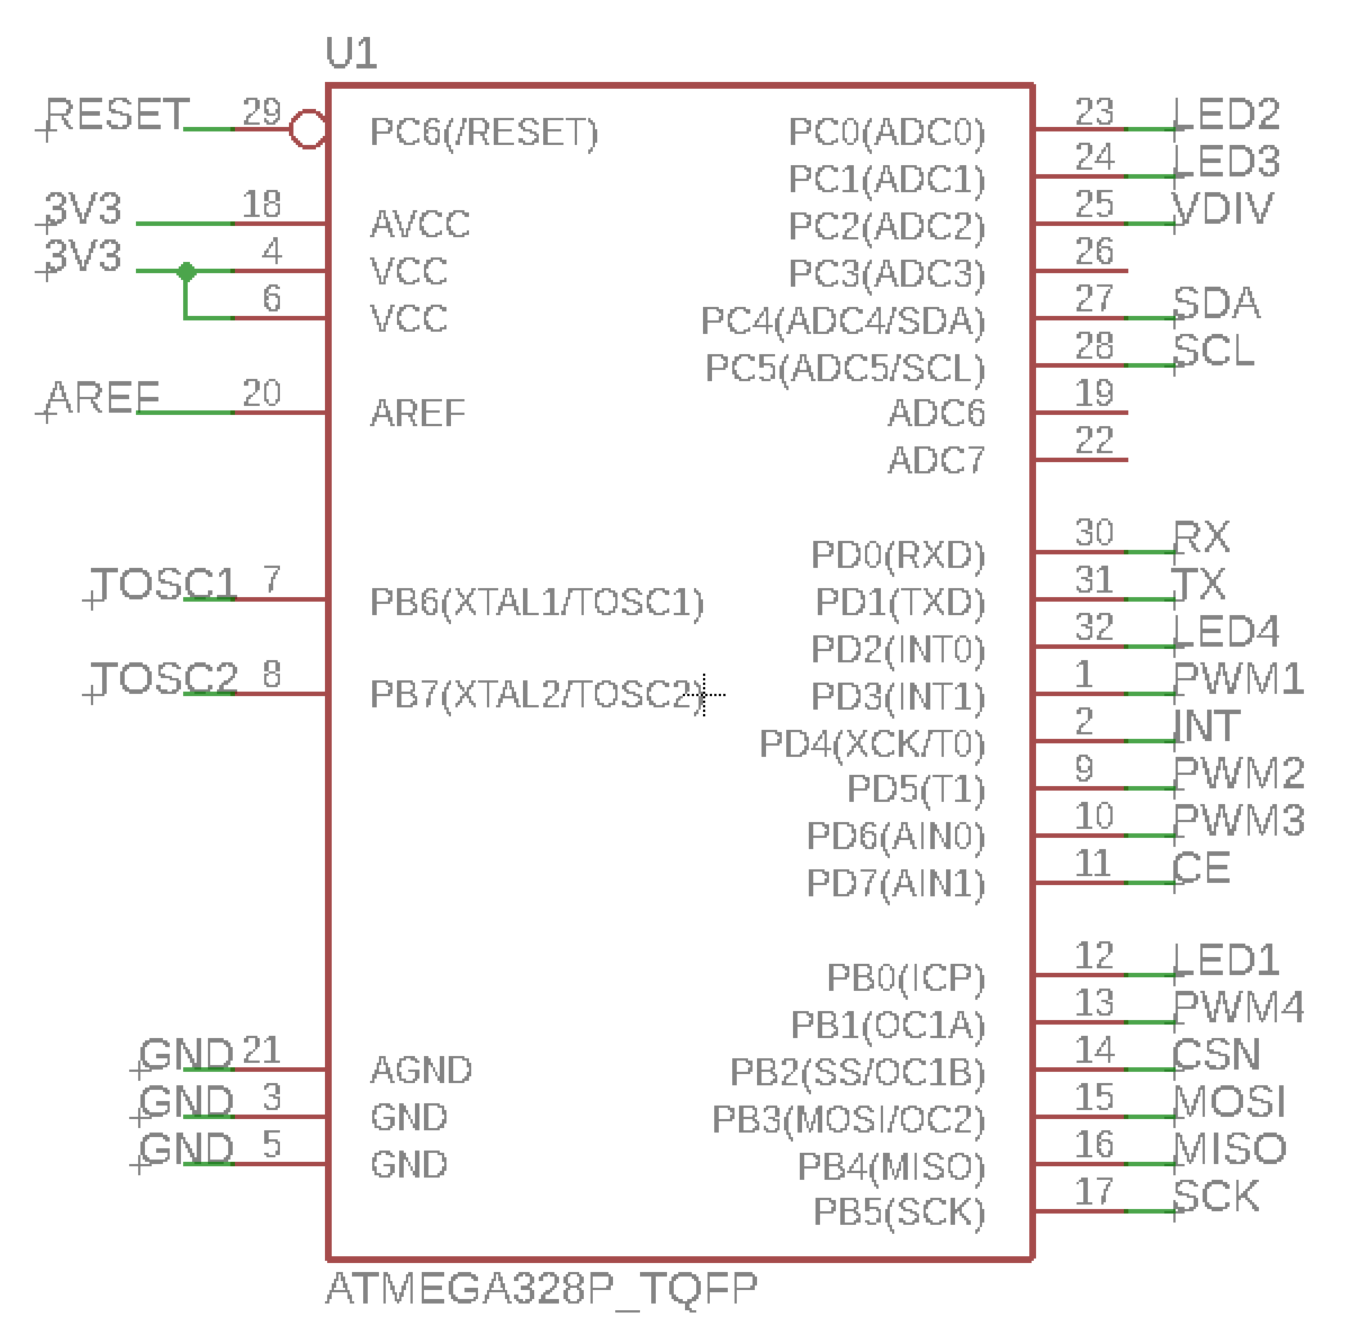 U1
RESET 29 PC6(/RESET) PC0(ADC0) 23 LED2
PC1(ADC1) 24 LED3
3V3 18 AVCC PC2(ADC2) 25 VDIV
3V3 4 VCC PC3(ADC3) 26
6 VCC PC4(ADC4/SDA) 27 SDA
PC5(ADC5/SCL) 28 SCL
AREF 20 AREF ADC6 19
ADC7 22
PD0(RXD) 30 RX
TOSC1 7 PB6(XTAL1/TOSC1) PD1(TXD) 31 TX
PD2(INT0) 32 LED4
TOSC2 8 PB7(XTAL2/TOSC2) PD3(INT1) 1 PWM1
PD4(XCK/T0) 2 INT
PD5(T1) 9 PWM2
PD6(AIN0) 10 PWM3
PD7(AIN1) 11 CE
PB0(ICP) 12 LED1
PB1(OC1A) 13 PWM4
GND 21 AGND PB2(SS/OC1B) 14 CSN
GND 3 GND PB3(MOSI/OC2) 15 MOSI
GND 5 GND PB4(MISO) 16 MISO
PB5(SCK) 17 SCK
ATMEGA328P_TQFP